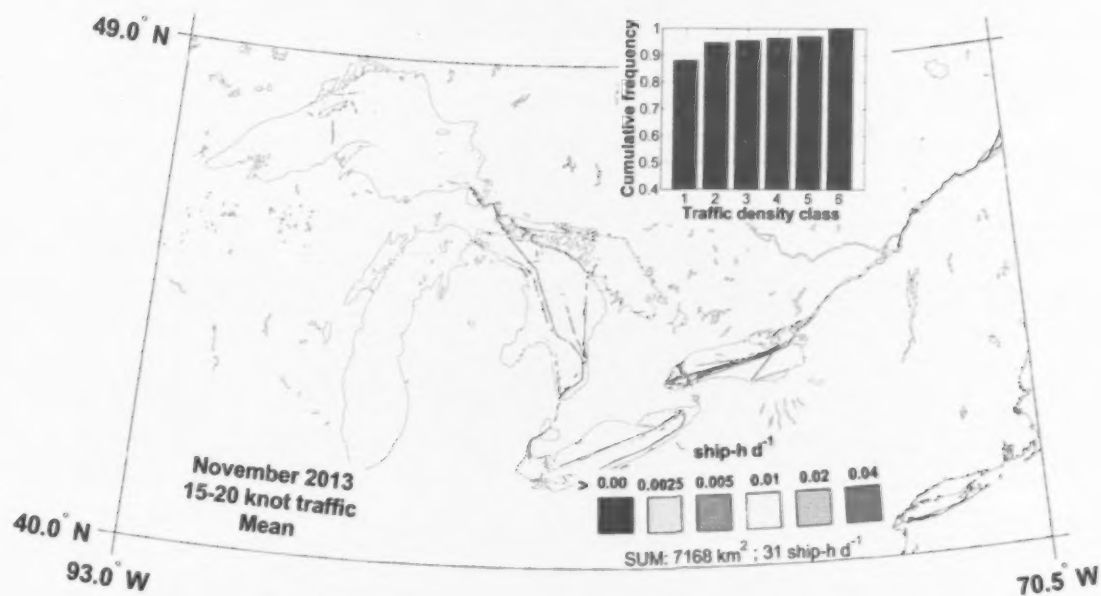 49.0° N
1
0.9
0.8
0.7
0.6
0.5
0.4
Cumulative frequency
1 2 3 4 5 6
Traffic density class
November 2013
15-20 knot traffic
Mean
ship-h d⁻¹
> 0.00 0.0025 0.005 0.01 0.02 0.04
SUM: 7168 km² ; 31 ship-h d⁻¹
40.0° N
93.0° W
70.5° W